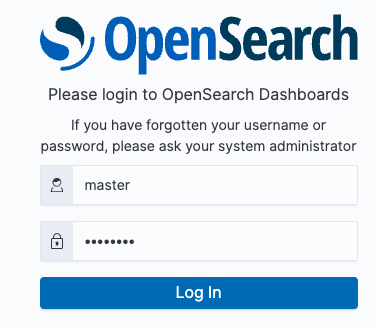 OpenSearch
Please login to OpenSearch Dashboards
If you have forgotten your username or
password, please ask your system administrator
master
••••••••
Log In